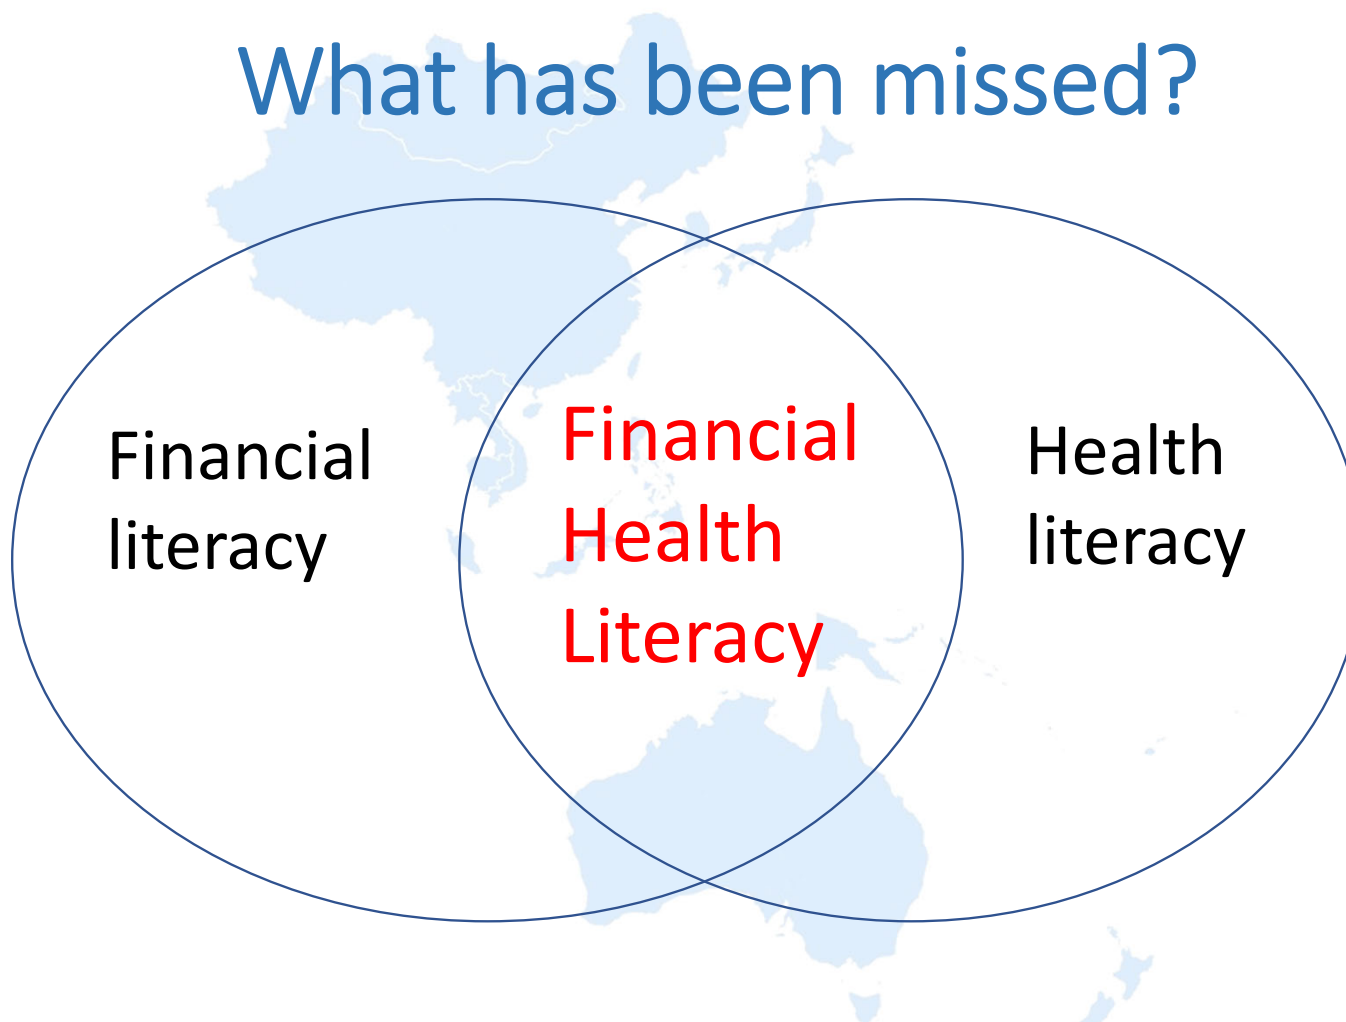 What has been missed?
Financial
literacy
Financial
Health
Literacy
Health
literacy